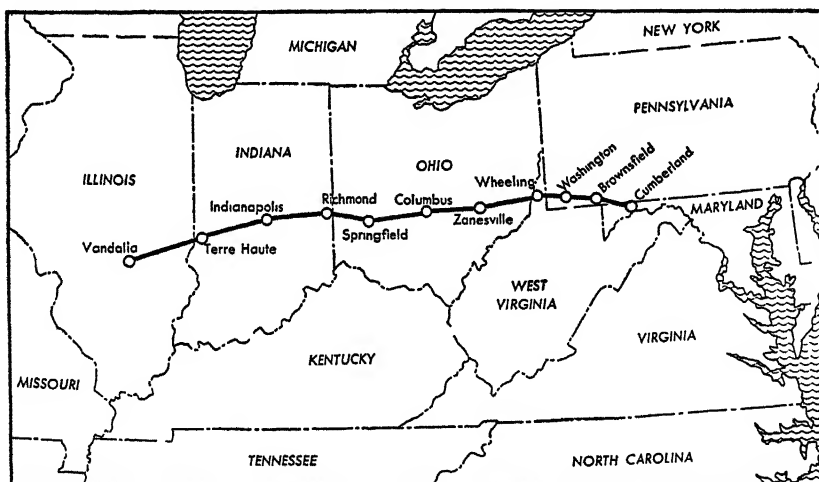 NEW YORK
MICHIGAN
PENNSYLVANIA
INDIANA
ILLINOIS
OHIO
Wheeling
Washington
Brownsfield
Cumberland
Richmond
Columbus
Indianapolis
MARYLAND
Zanesville
Springfield
Vandalia
Terre Haute
WEST
VIRGINIA
VIRGINIA
KENTUCKY
MISSOURI
TENNESSEE
NORTH CAROLINA